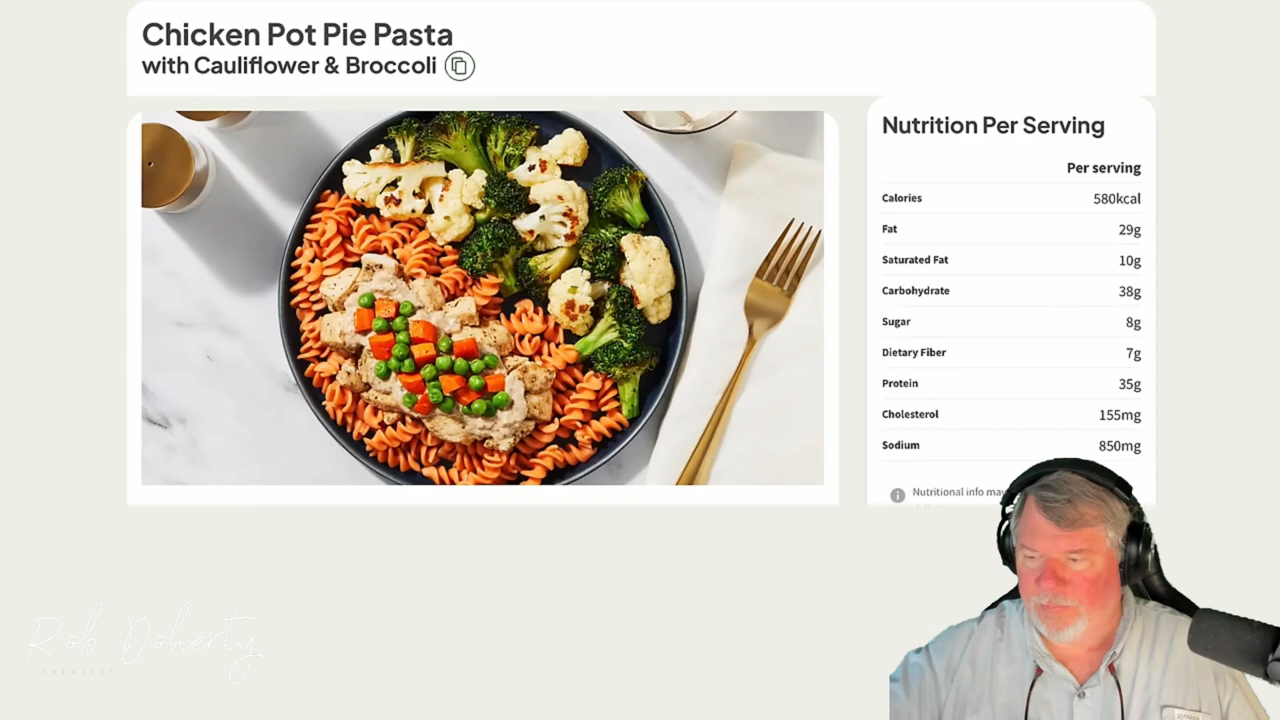 Chicken Pot Pie Pasta
with Cauliflower & Broccoli
Nutrition Per Serving
Per serving
Calories 580kcal
Fat 29g
Saturated Fat 10g
Carbohydrate 38g
Sugar 8g
Dietary Fiber 7g
Protein 35g
Cholesterol 155mg
Sodium 850mg
Nutritional info may
Rob Doherty